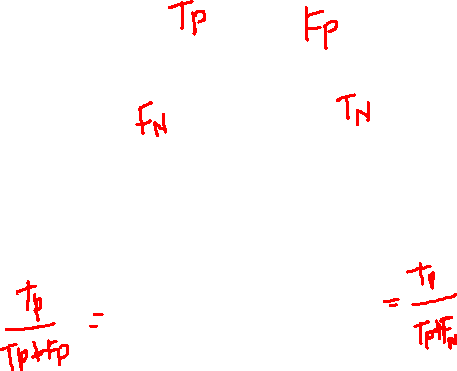 Tp Fp
FN TN
tp/Tp+Fp = = tp/Tp+FN